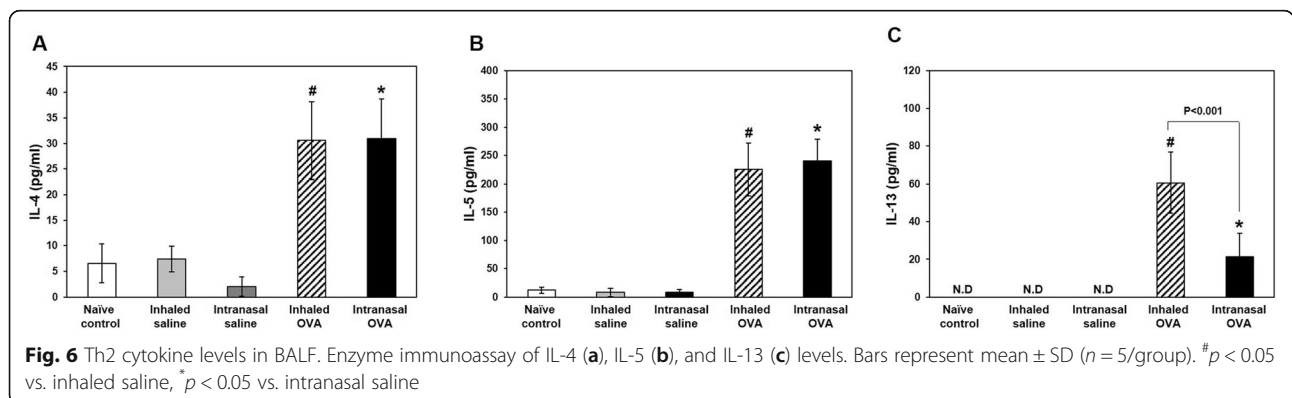 A
IL-4 (pg/ml)
45
40
35
30
25
20
15
10
5
0
#
*
Naïve control
Inhaled saline
Intranasal saline
Inhaled OVA
Intranasal OVA
B
IL-5 (pg/ml)
400
350
300
250
200
150
100
50
0
#
*
Naïve control
Inhaled saline
Intranasal saline
Inhaled OVA
Intranasal OVA
C
IL-13 (pg/ml)
120
100
80
60
40
20
0
P<0.001
#
*
N.D
N.D
N.D
Naïve control
Inhaled saline
Intranasal saline
Inhaled OVA
Intranasal OVA
Fig. 6 Th2 cytokine levels in BALF. Enzyme immunoassay of IL-4 (a), IL-5 (b), and IL-13 (c) levels. Bars represent mean ± SD (n = 5/group). #p < 0.05
vs. inhaled saline, *p < 0.05 vs. intranasal saline